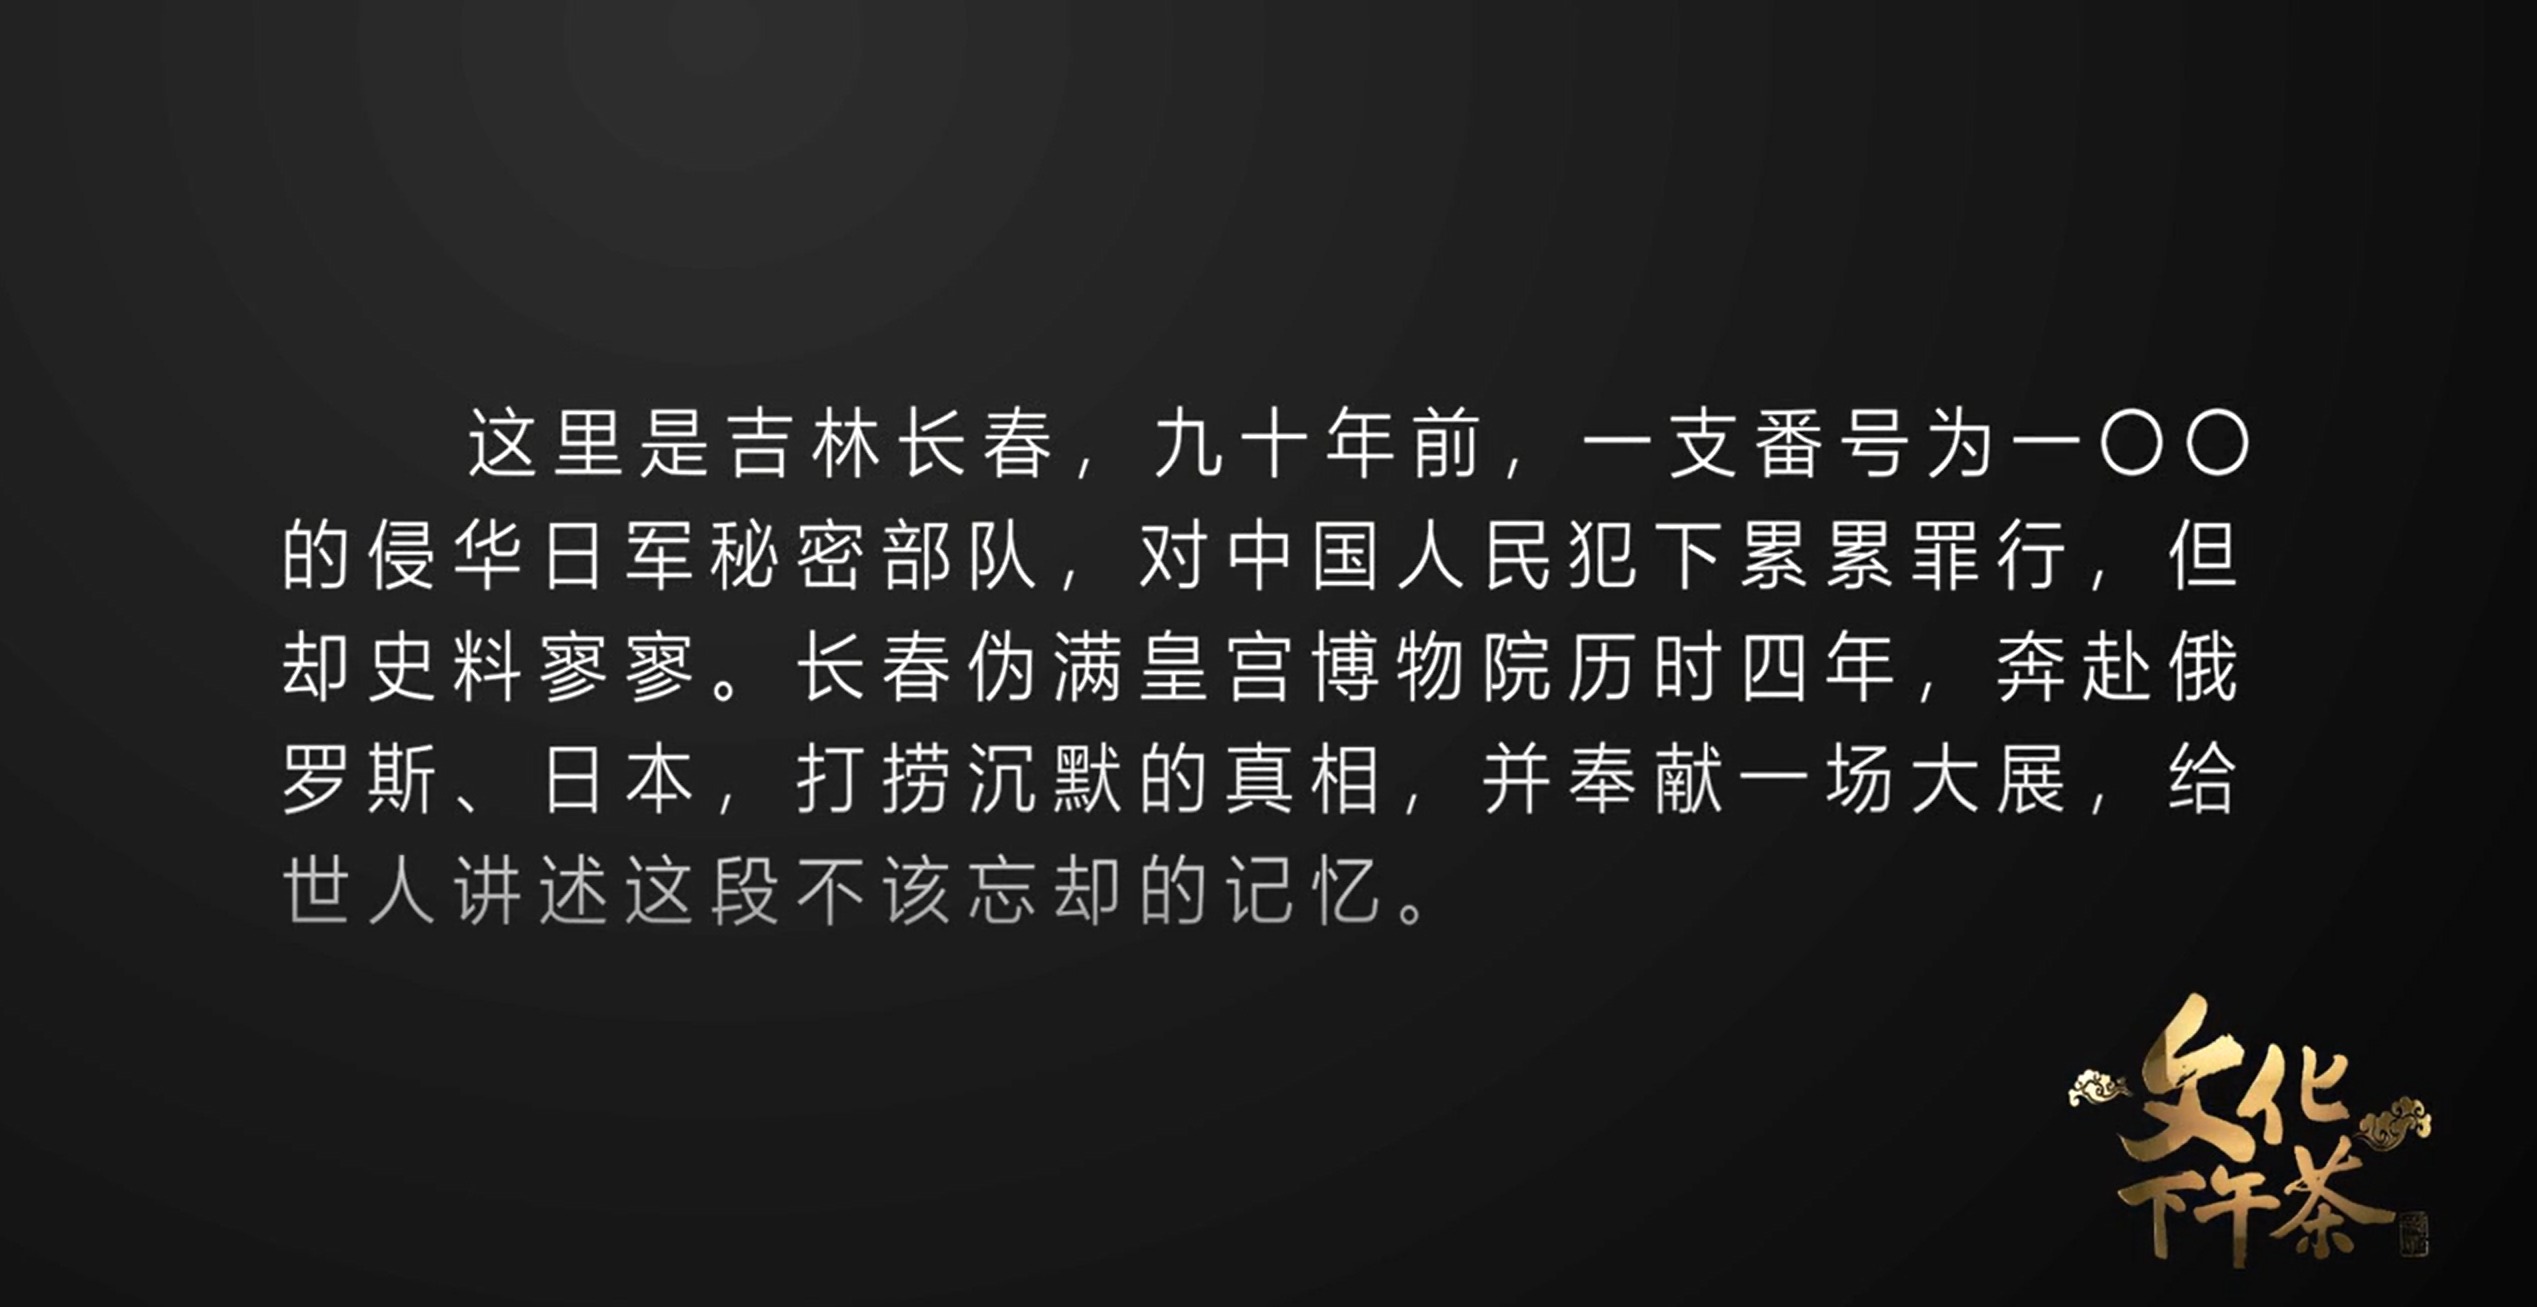 这里是吉林长春，九十年前，一支番号为一〇〇
的侵华日军秘密部队，对中国人民犯下累累罪行，但
却史料寥寥。长春伪满皇宫博物院历时四年，奔赴俄
罗斯、日本，打捞沉默的真相，并奉献一场大展，给
世人讲述这段不该忘却的记忆。
文化
下午茶